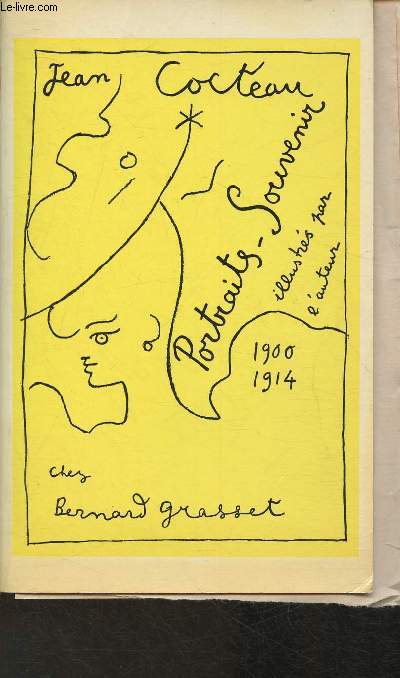 Le-livre.com
Jean Cocteau
Portraits-Souvenir
illustrés par
l'auteur
1900
1914
chez
Bernard grasset